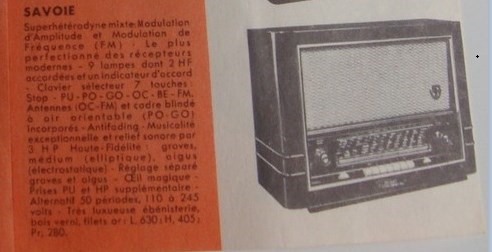 SAVOIE
Superhétérodyne mixte: Modulation
d'Amplitude et Modulation de
Fréquence (FM) : Le plus
perfectionné des récepteurs
modernes - 9 lampes dont 2 HF
accordées et un indicateur d'accord
- Clavier sélecteur 7 touches :
Stop - PU - PO - GO - OC - BE - FM,
Antennes (OC-FM) et cadre blindé
à air orientable (PO-GO)
incorporés - Antifading - Musicalité
exceptionnelle et relief sonore par
3 HP Haute-Fidélité : graves,
médium (elliptique), aigus
(électrostatique) - Réglage séparé
graves et aigus - Œil magique -
Prises PU et HP supplémentaire -
Alternatif 50 périodes, 110 à 245
volts - Très luxueuse ébénisterie,
bois verni, filets or : L. 630 ; H. 405 ;
Pr. 280.